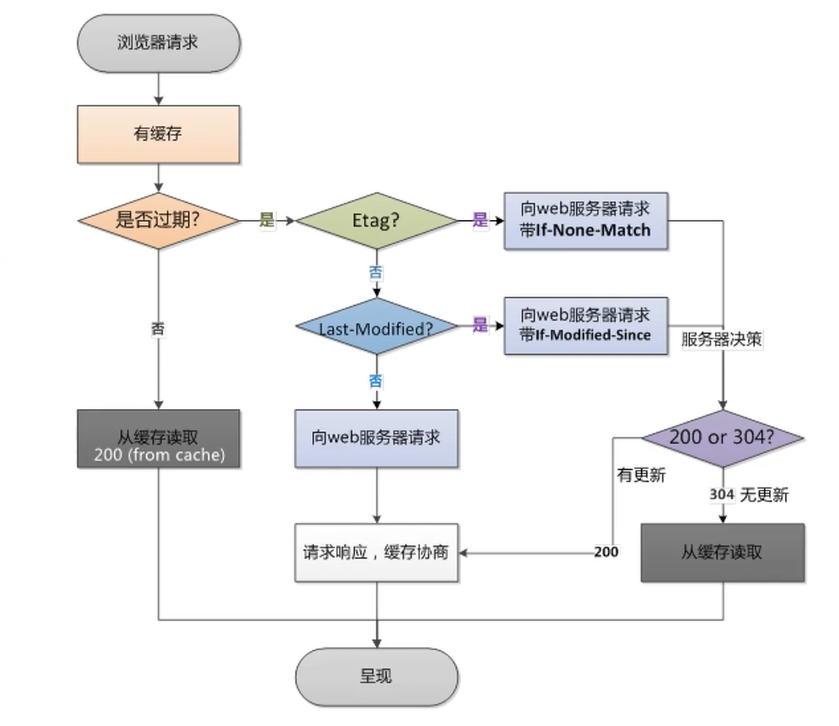 浏览器请求
有缓存
是否过期?
是
Etag?
是
向web服务器请求
带If-None-Match
否
否
Last-Modified?
是
向web服务器请求
带If-Modified-Since
服务器决策
否
从缓存读取
200 (from cache)
向web服务器请求
200 or 304?
有更新
304 无更新
请求响应，缓存协商
200
从缓存读取
呈现